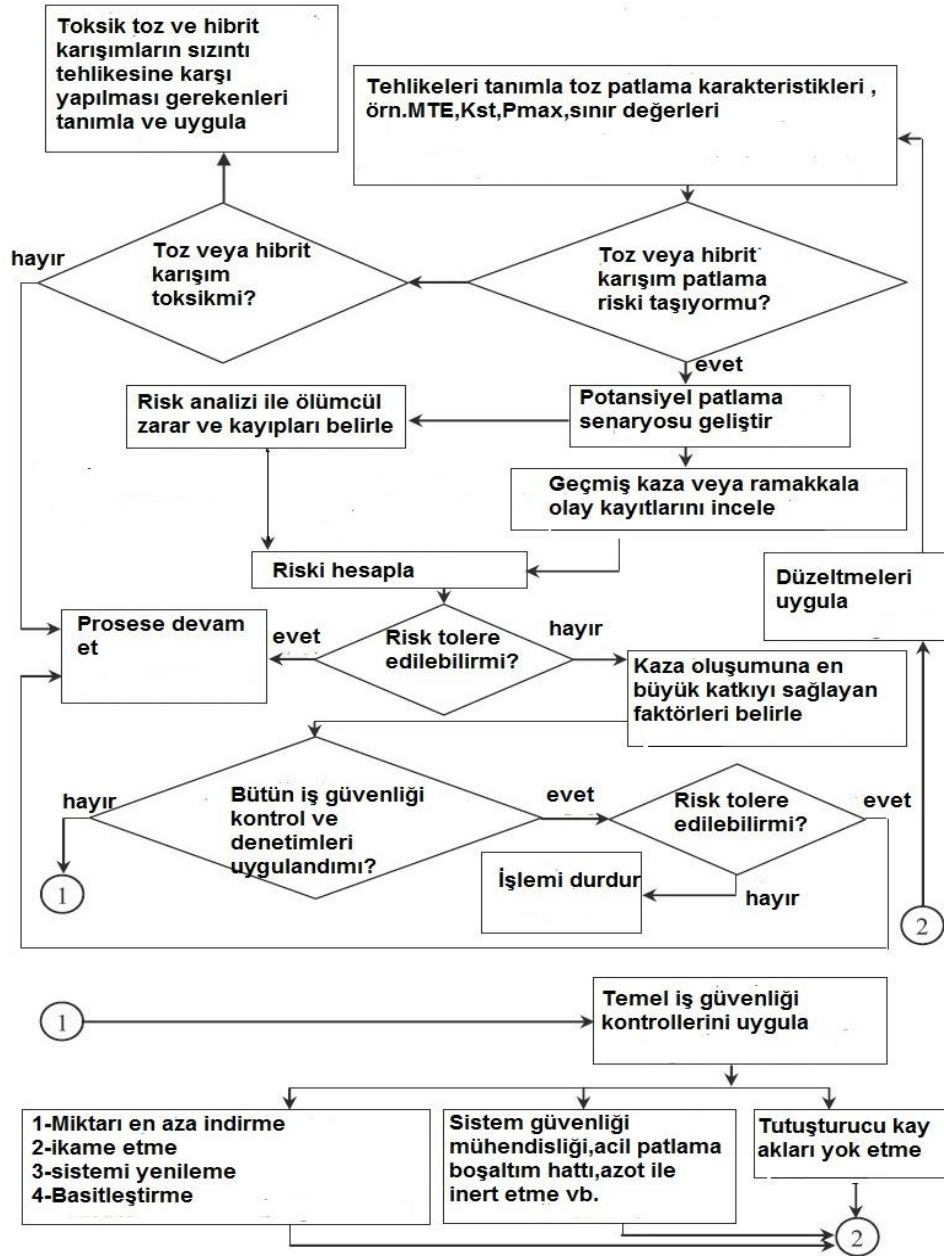 Toksik toz ve hibrit
karışımların sızıntı
tehlikesine karşı
yapılması gerekenleri
tanımla ve uygula
Tehlikeleri tanımla toz patlama karakteristikleri ,
örn.MTE,Kst,Pmax,sınır değerleri
hayır
Toz veya hibrit
karışım
toksikmi?
Toz veya hibrit
karışım patlama
riski taşıyormu?
evet
Risk analizi ile ölümcül
zarar ve kayıpları belirle
Potansiyel patlama
senaryosu geliştir
Geçmiş kaza veya ramakkala
olay kayıtlarını incele
Riski hesapla
Düzeltmeleri
uygula
Prosese devam
et
evet
Risk tolere
edilebilirmi?
hayır
Kaza oluşumuna en
büyük katkıyı sağlayan
faktörleri belirle
hayır
Bütün iş güvenliği
kontrol ve
denetimleri
uygulandımı?
evet
Risk tolere
edilebilirmi?
evet
İşlemi durdur
hayır
1
2
1
Temel iş güvenliği
kontrollerini uygula
1-Miktarı en aza indirme
2-ikame etme
3-sistemi yenileme
4-Basitleştirme
Sistem güvenliği
mühendisliği,acil patlama
boşaltım hattı,azot ile
inert etme vb.
Tutuşturucu kay
akları yok etme
2